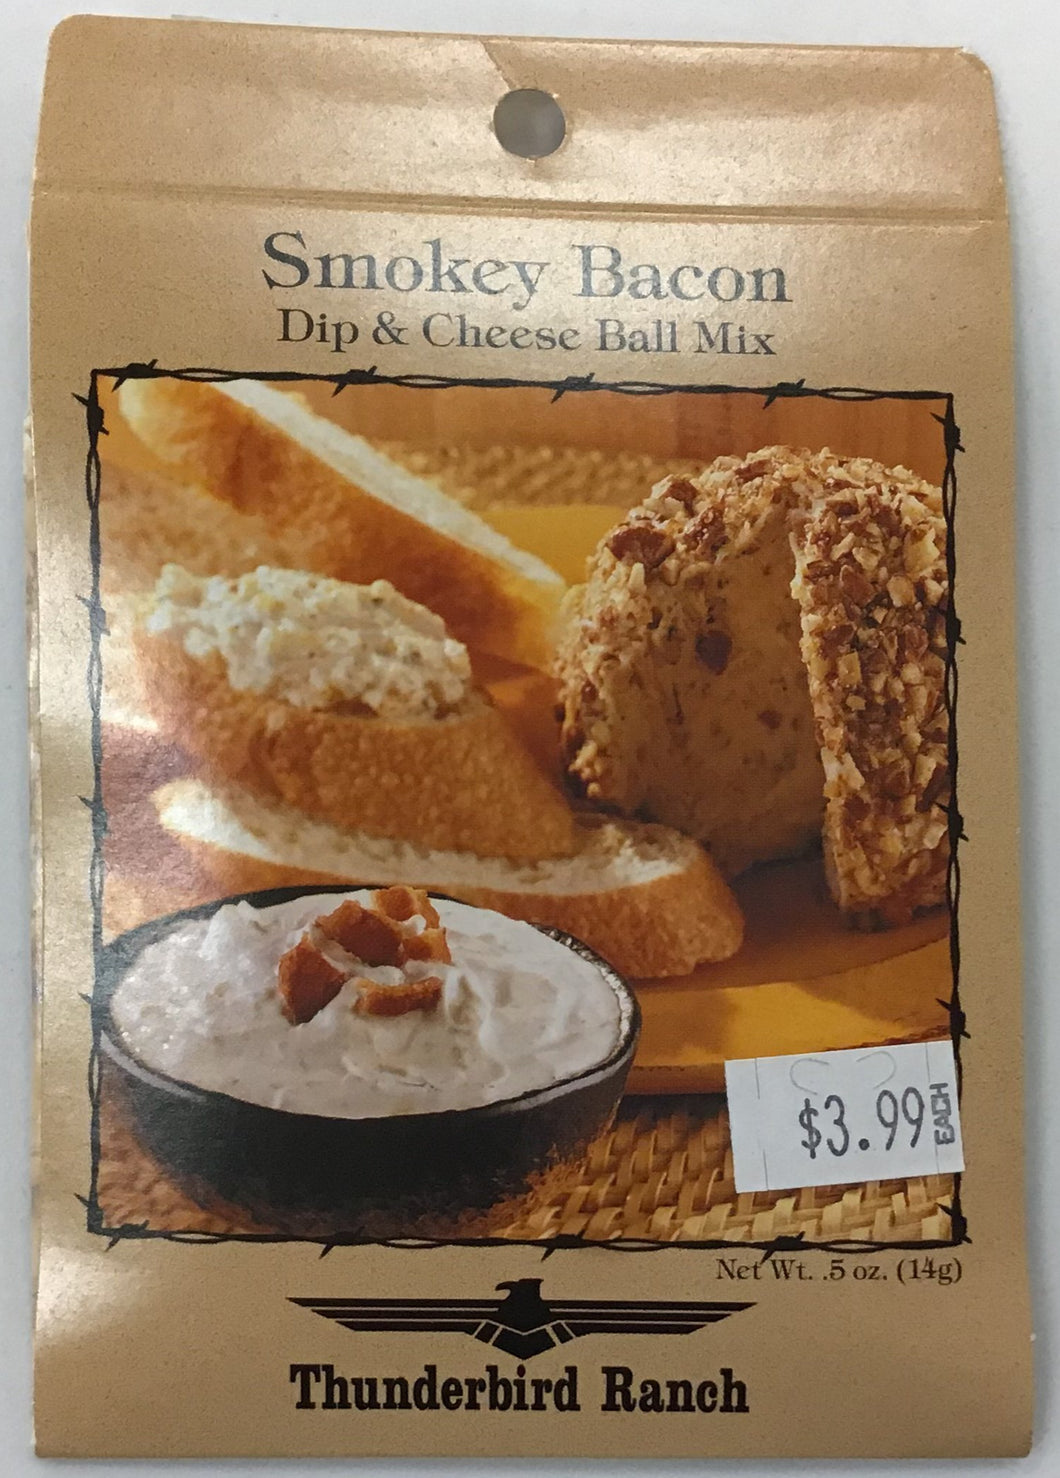 Smokey Bacon
Dip & Cheese Ball Mix
$3.99 EACH
Net Wt. .5 oz. (14g)
Thunderbird Ranch